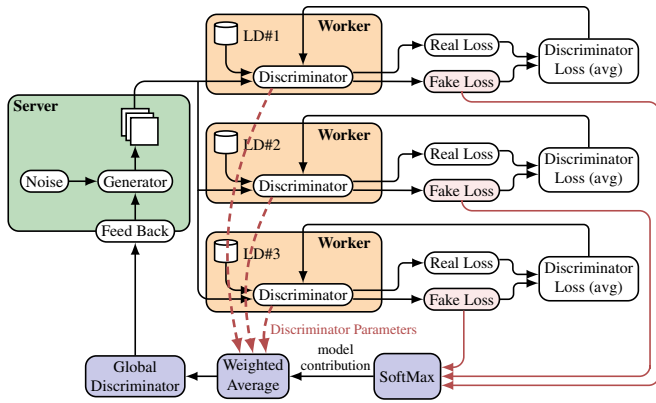 LD#1
Worker
Real Loss
Discriminator
Loss (avg)
Discriminator
Fake Loss
Server
LD#2
Worker
Real Loss
Discriminator
Loss (avg)
Noise
Generator
Discriminator
Fake Loss
Feed Back
LD#3
Worker
Real Loss
Discriminator
Loss (avg)
Discriminator
Fake Loss
Discriminator Parameters
Global
Discriminator
Weighted
Average
model
contribution
SoftMax